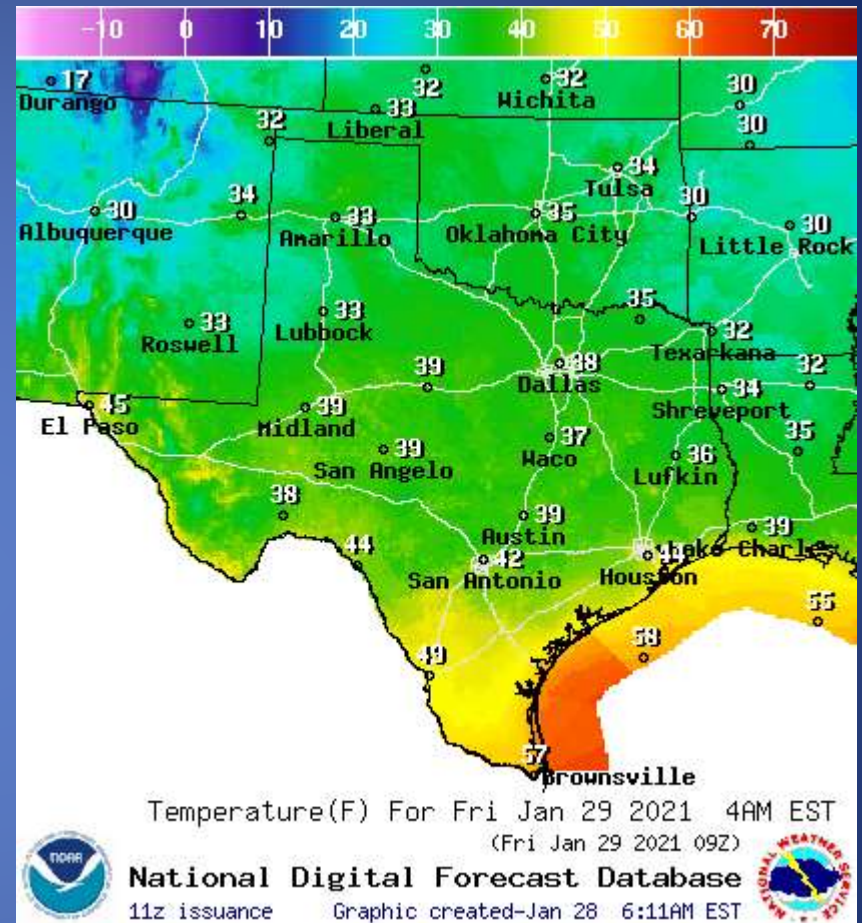 -10 0 10 20 30 40 50 60 70
17
Durango
32
32
Wichita
33
Liberal
30
32
30
34
Tulsa
30
Albuquerque
34
33
Amarillo
35
Oklahoma City
30
30
Little Rock
33
Roswell
33
Lubbock
35
32
Texarkana
38
Dallas
39
32
34
Shreveport
45
El Paso
39
Midland
39
San Angelo
37
Waco
36
Lufkin
35
38
39
Austin
39
Lake Charles
44
42
San Antonio
44
Houston
49
58
55
57
Brownsville
Temperature(F) For Fri Jan 29 2021 4AM EST
(Fri Jan 29 2021 09Z)
NOAA
National Digital Forecast Database
11z issuance Graphic created-Jan 28 6:11AM EST
NATIONAL WEATHER SERVICE